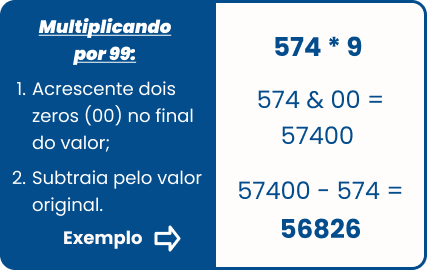 Multiplicando
por 99:
1. Acrescente dois
zeros (00) no final
do valor;
2. Subtraia pelo valor
original.
Exemplo
574 * 9
574 & 00 =
57400
57400 - 574 =
56826